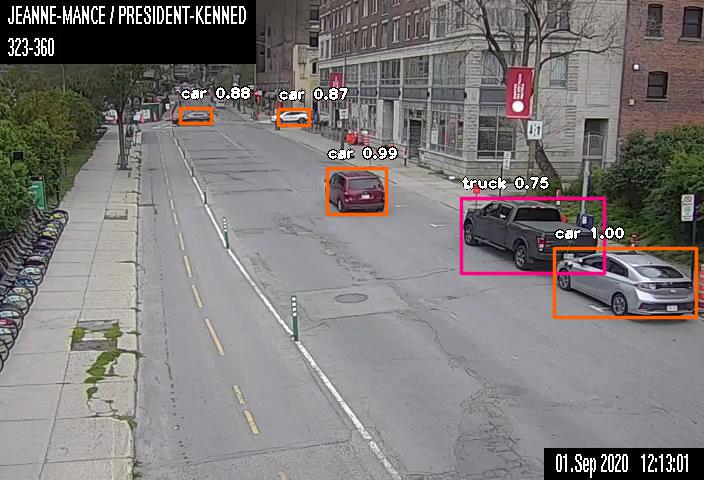 JEANNE-MANCE / PRESIDENT-KENNED
323-360
car 0.88
car 0.87
car 0.99
truck 0.75
car 1.00
01.Sep 2020 12:13:01